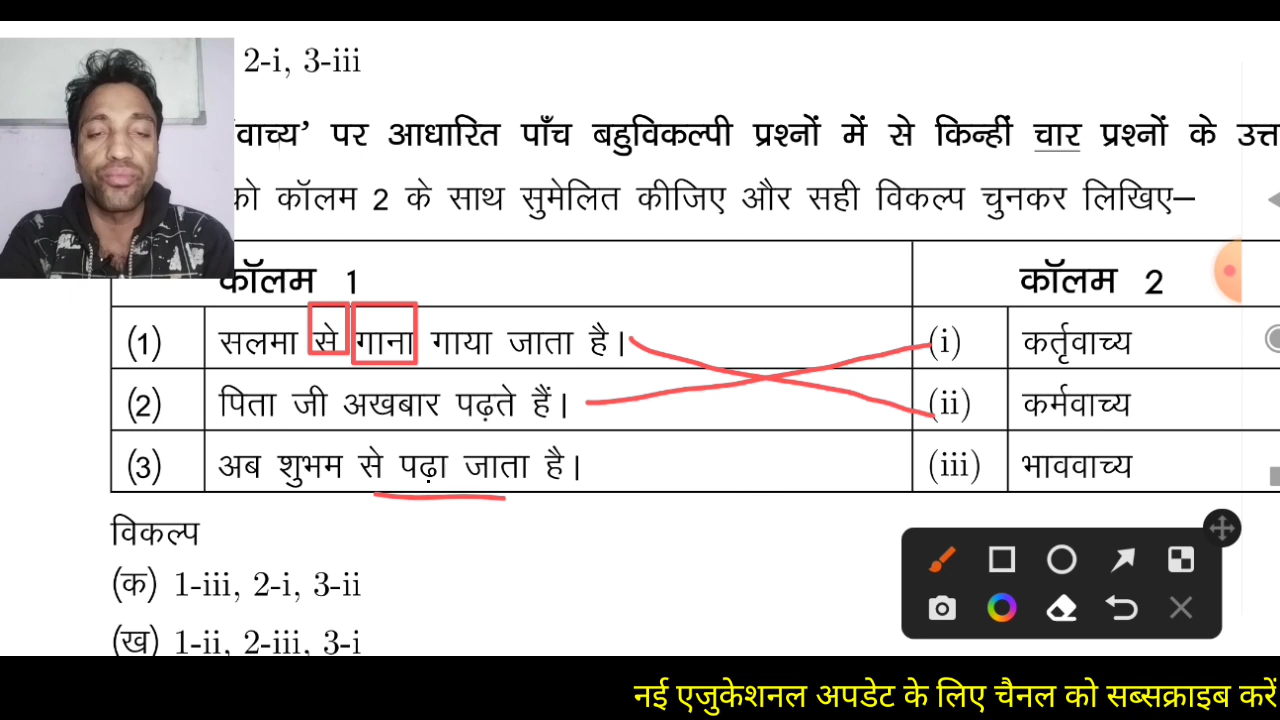 2-i, 3-iii
वाच्य’ पर आधारित पाँच बहुविकल्पी प्रश्नों में से किन्हीं चार प्रश्नों के
को कॉलम 2 के साथ सुमेलित कीजिए और सही विकल्प चुनकर लिखिए–
कॉलम 1 कॉलम 2
(1) सलमा से गाना गाया जाता है। (i) कर्तृवाच्य
(2) पिता जी अखबार पढ़ते हैं। (ii) कर्मवाच्य
(3) अब शुभम से पढ़ा जाता है। (iii) भाववाच्य
विकल्प
(क) 1-iii, 2-i, 3-ii
(ख) 1-ii, 2-iii, 3-i
नई एजुकेशनल अपडेट के लिए चैनल को सब्सक्राइब करें